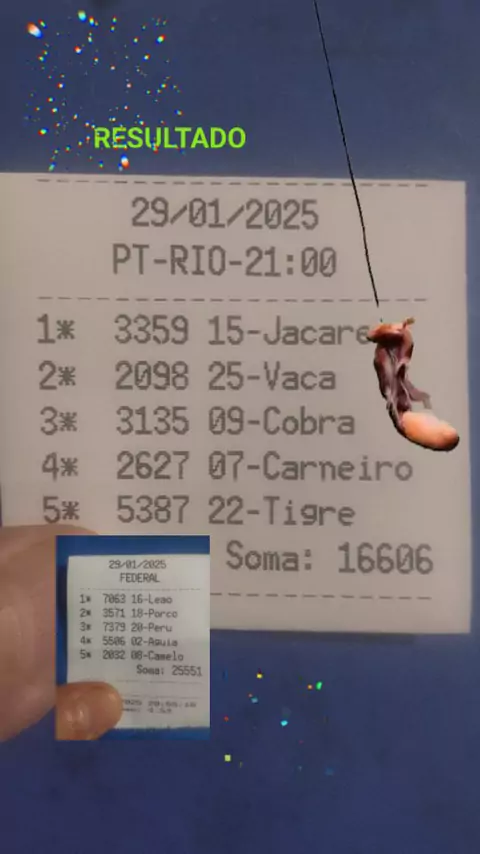 RESULTADO
29/01/2025
PT-RIO-21:00
1* 3359 15-Jacare
2* 2098 25-Vaca
3* 3135 09-Cobra
4* 2627 07-Carneiro
5* 5387 22-Tigre
Soma: 16606
29/01/2025
FEDERAL
1* 7063 16-Leao
2* 3571 18-Porco
3* 7379 20-Peru
4* 5506 02-Aguia
5* 2032 08-Camelo
Soma: 25551